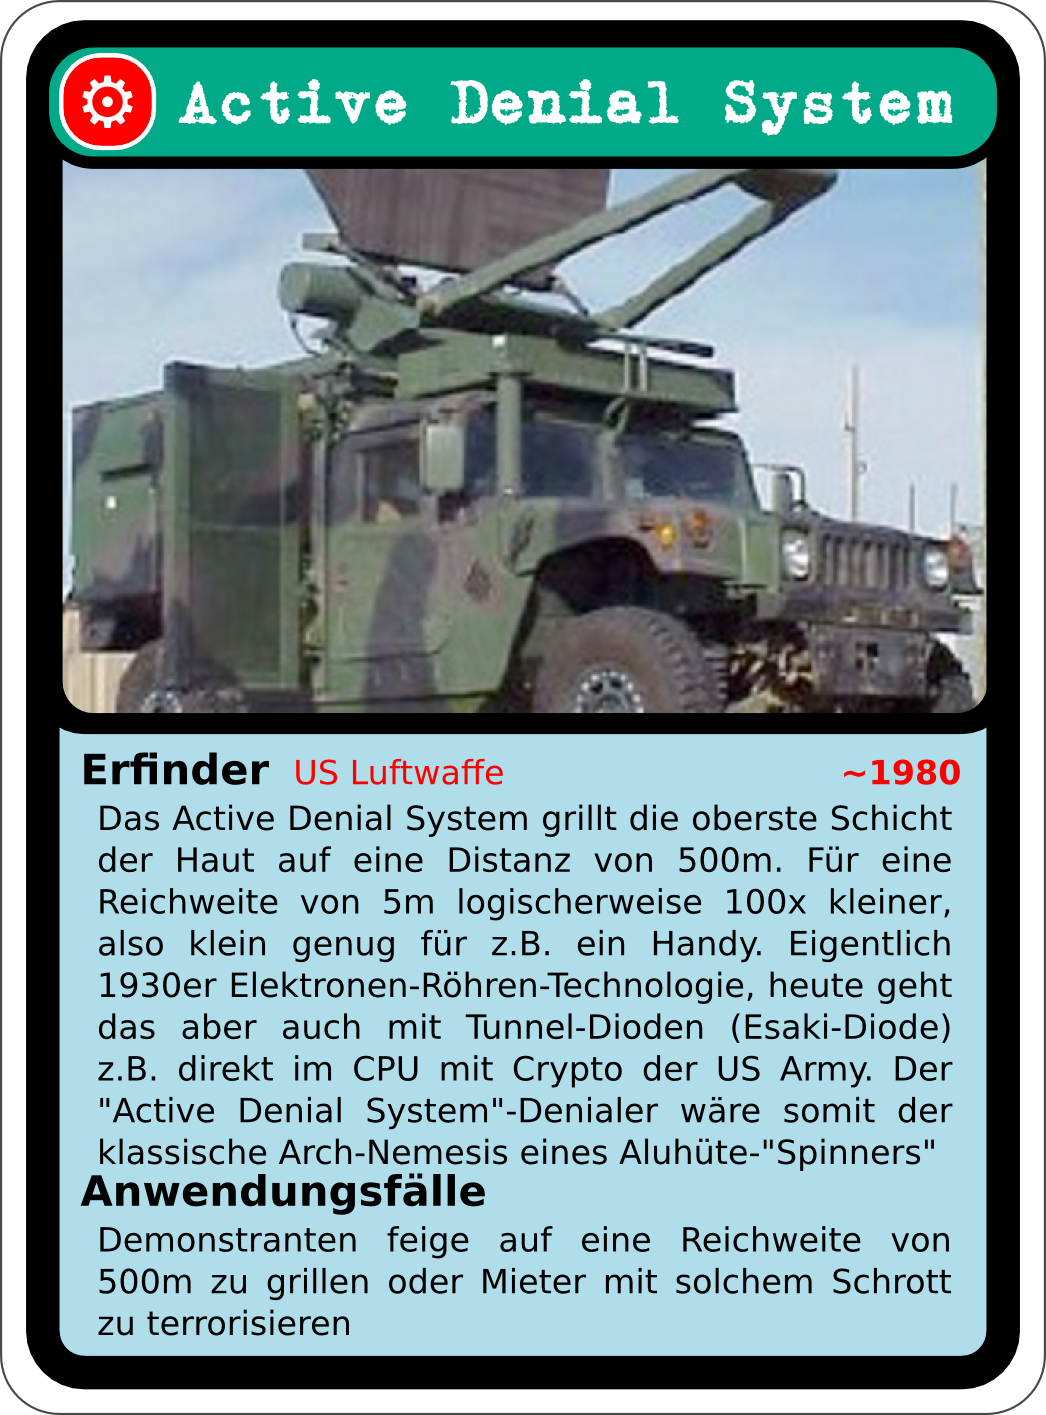 Active Denial System
Erfinder US Luftwaffe ~1980
Das Active Denial System grillt die oberste Schicht
der Haut auf eine Distanz von 500m. Für eine
Reichweite von 5m logischerweise 100x kleiner,
also klein genug für z.B. ein Handy. Eigentlich
1930er Elektronen-Röhren-Technologie, heute geht
das aber auch mit Tunnel-Dioden (Esaki-Diode)
z.B. direkt im CPU mit Crypto der US Army. Der
"Active Denial System"-Denialer wäre somit der
klassische Arch-Nemesis eines Aluhüte-"Spinners"
Anwendungsfälle
Demonstranten feige auf eine Reichweite von
500m zu grillen oder Mieter mit solchem Schrott
zu terrorisieren